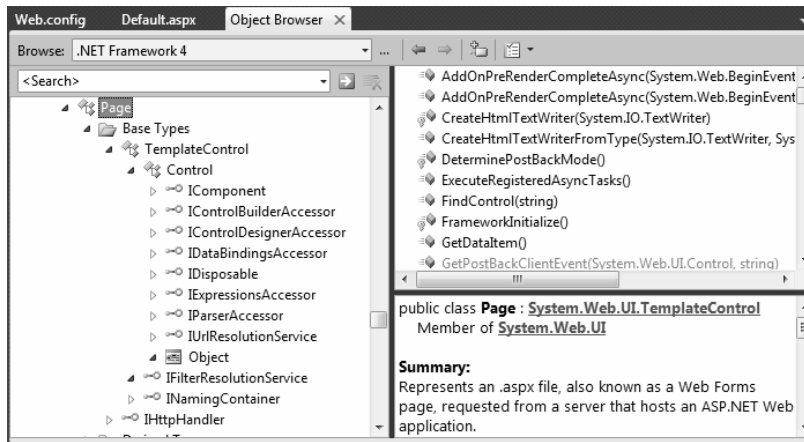 Web.config Default.aspx Object Browser
Browse: .NET Framework 4 ...
<Search>
Page
Base Types
TemplateControl
Control
IComponent
IControlBuilderAccessor
IControlDesignerAccessor
IDataBindingsAccessor
IDisposable
IExpressionsAccessor
IParserAccessor
IUrlResolutionService
Object
IFilterResolutionService
INamingContainer
IHttpHandler
AddOnPreRenderCompleteAsync(System.Web.BeginEvent
AddOnPreRenderCompleteAsync(System.Web.BeginEvent
CreateHtmlTextWriter(System.IO.TextWriter)
CreateHtmlTextWriterFromType(System.IO.TextWriter, Sys
DeterminePostBackMode()
ExecuteRegisteredAsyncTasks()
FindControl(string)
FrameworkInitialize()
GetDataItem()
GetPostBackClientEvent(System.Web.UI.Control, string)
public class Page : System.Web.UI.TemplateControl
Member of System.Web.UI
Summary:
Represents an .aspx file, also known as a Web Forms
page, requested from a server that hosts an ASP.NET Web
application.